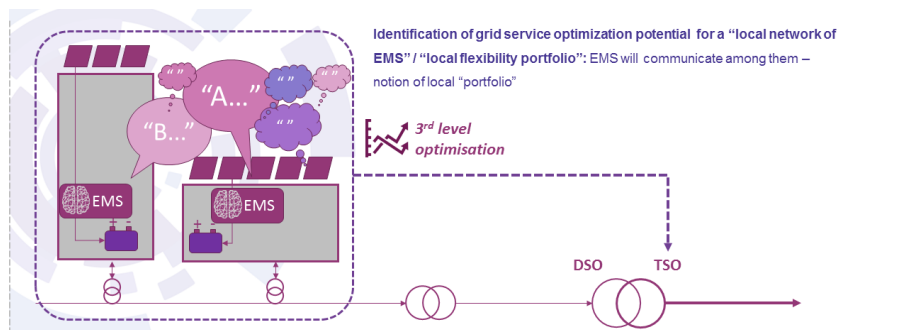 Identification of grid service optimization potential for a “local network of
EMS” / “local flexibility portfolio”: EMS will communicate among them –
notion of local “portfolio”
“ ”
“A...”
“ ”
“ ”
“B...”
“ ”
3rd level
optimisation
EMS
EMS
+ -
+ -
DSO
TSO